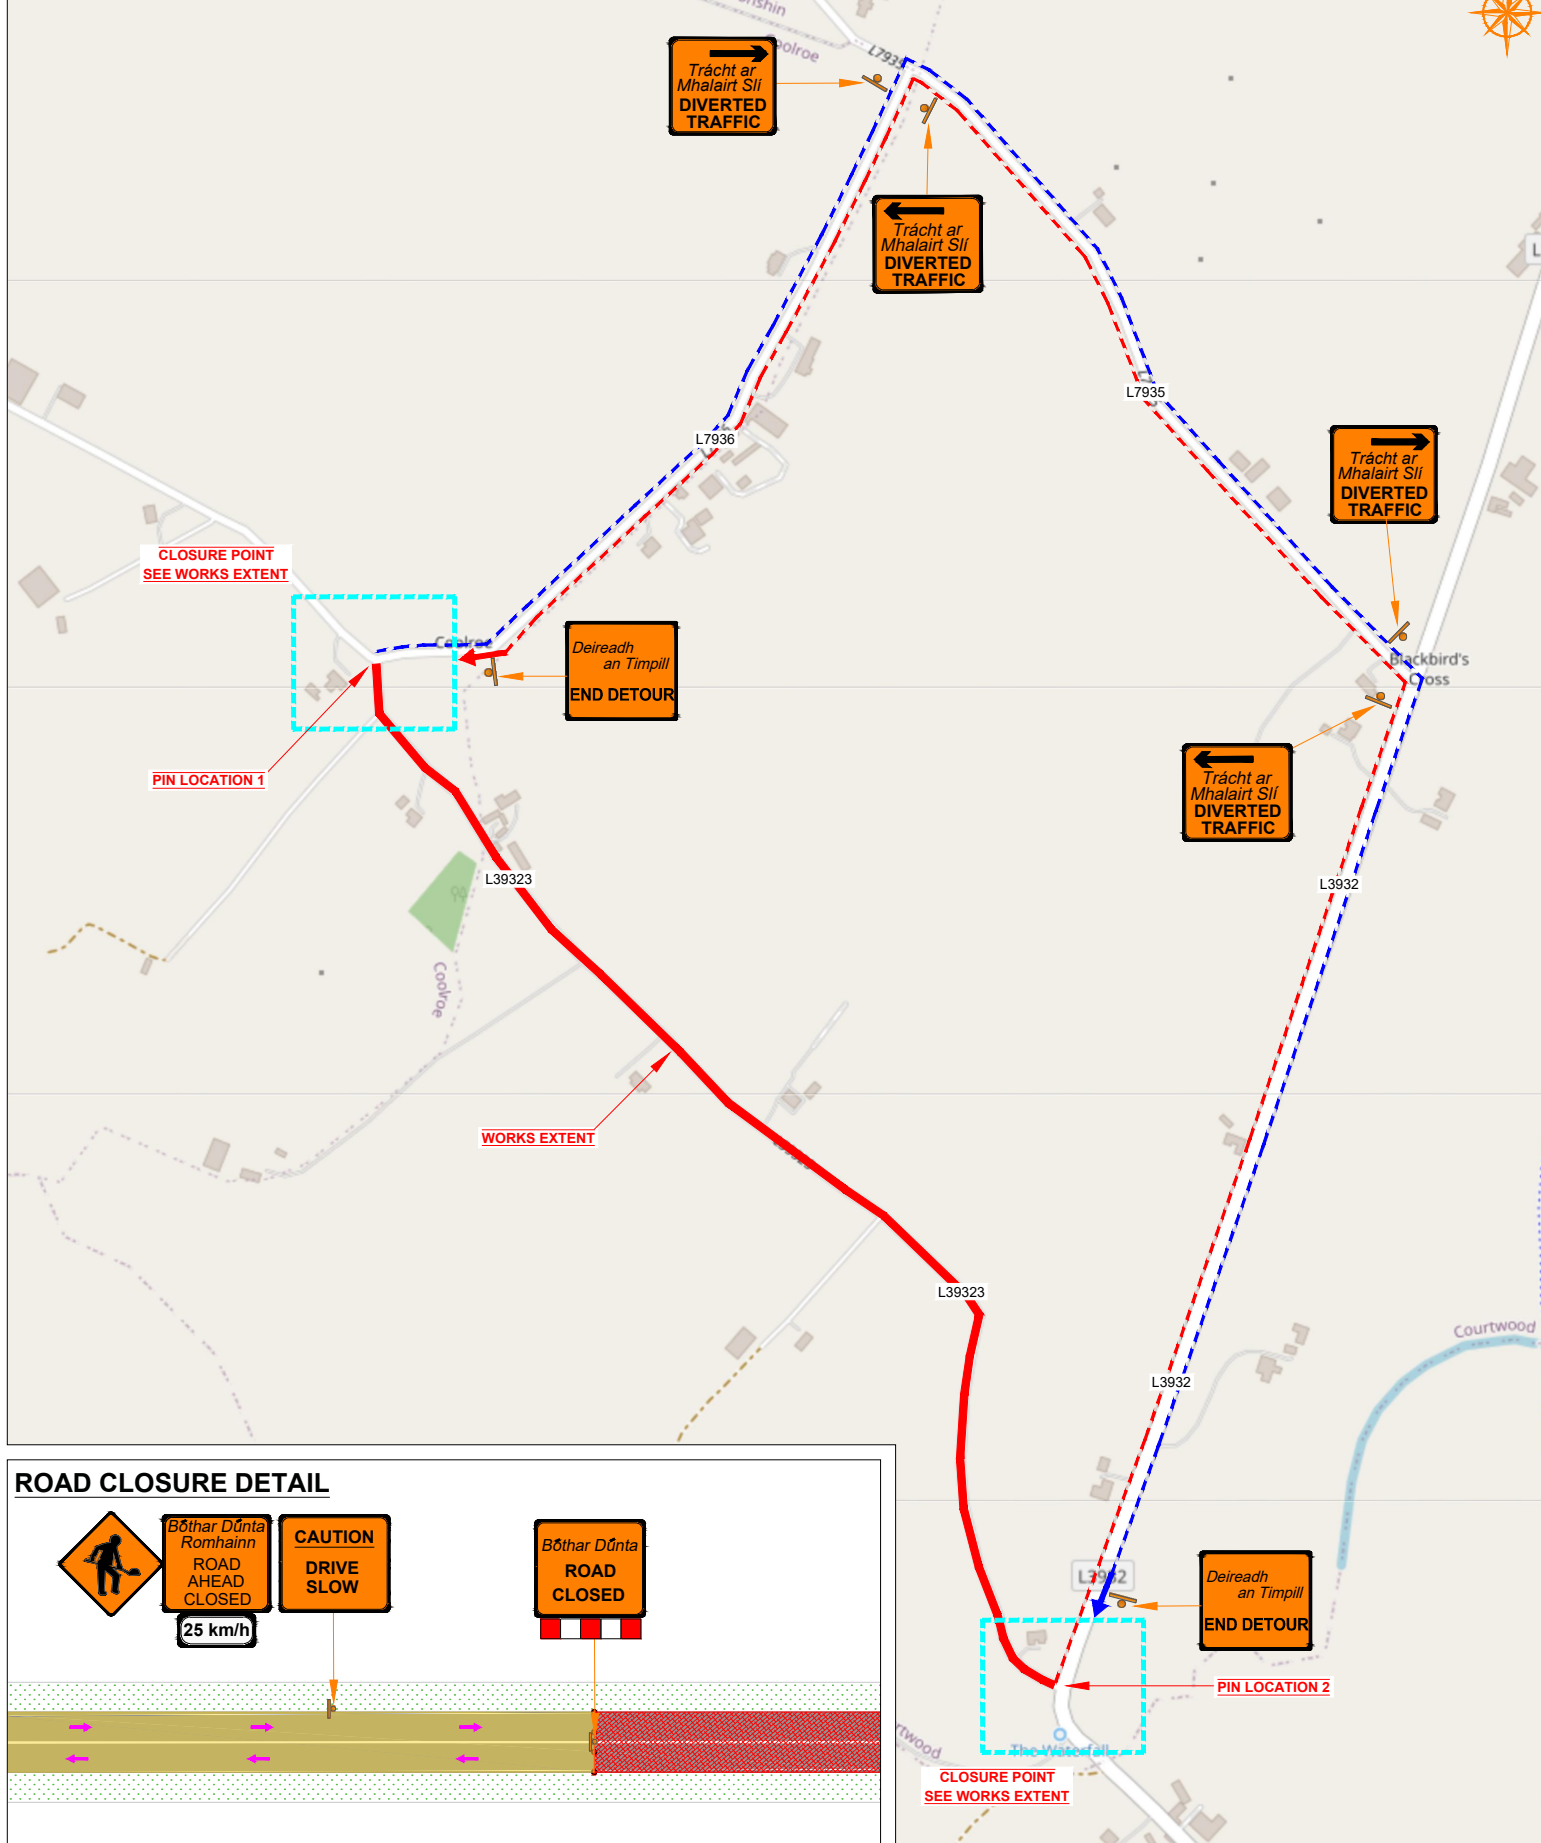 Coolroe
L7935
Trácht ar
Mhalairt Slí
DIVERTED
TRAFFIC
Trácht ar
Mhalairt Slí
DIVERTED
TRAFFIC
L7935
L7936
Trácht ar
Mhalairt Slí
DIVERTED
TRAFFIC
CLOSURE POINT
SEE WORKS EXTENT
Coolroe
Deireadh
an Timpill
END DETOUR
Blackbird's
Cross
PIN LOCATION 1
Trácht ar
Mhalairt Slí
DIVERTED
TRAFFIC
L39323
L3932
Coolroe
WORKS EXTENT
L39323
Courtwood
L3932
ROAD CLOSURE DETAIL
Bóthar Dúnta
Romhainn
ROAD
AHEAD
CLOSED
25 km/h
CAUTION
DRIVE
SLOW
Bóthar Dúnta
ROAD
CLOSED
L3932
Deireadh
an Timpill
END DETOUR
PIN LOCATION 2
The Waterfall
CLOSURE POINT
SEE WORKS EXTENT